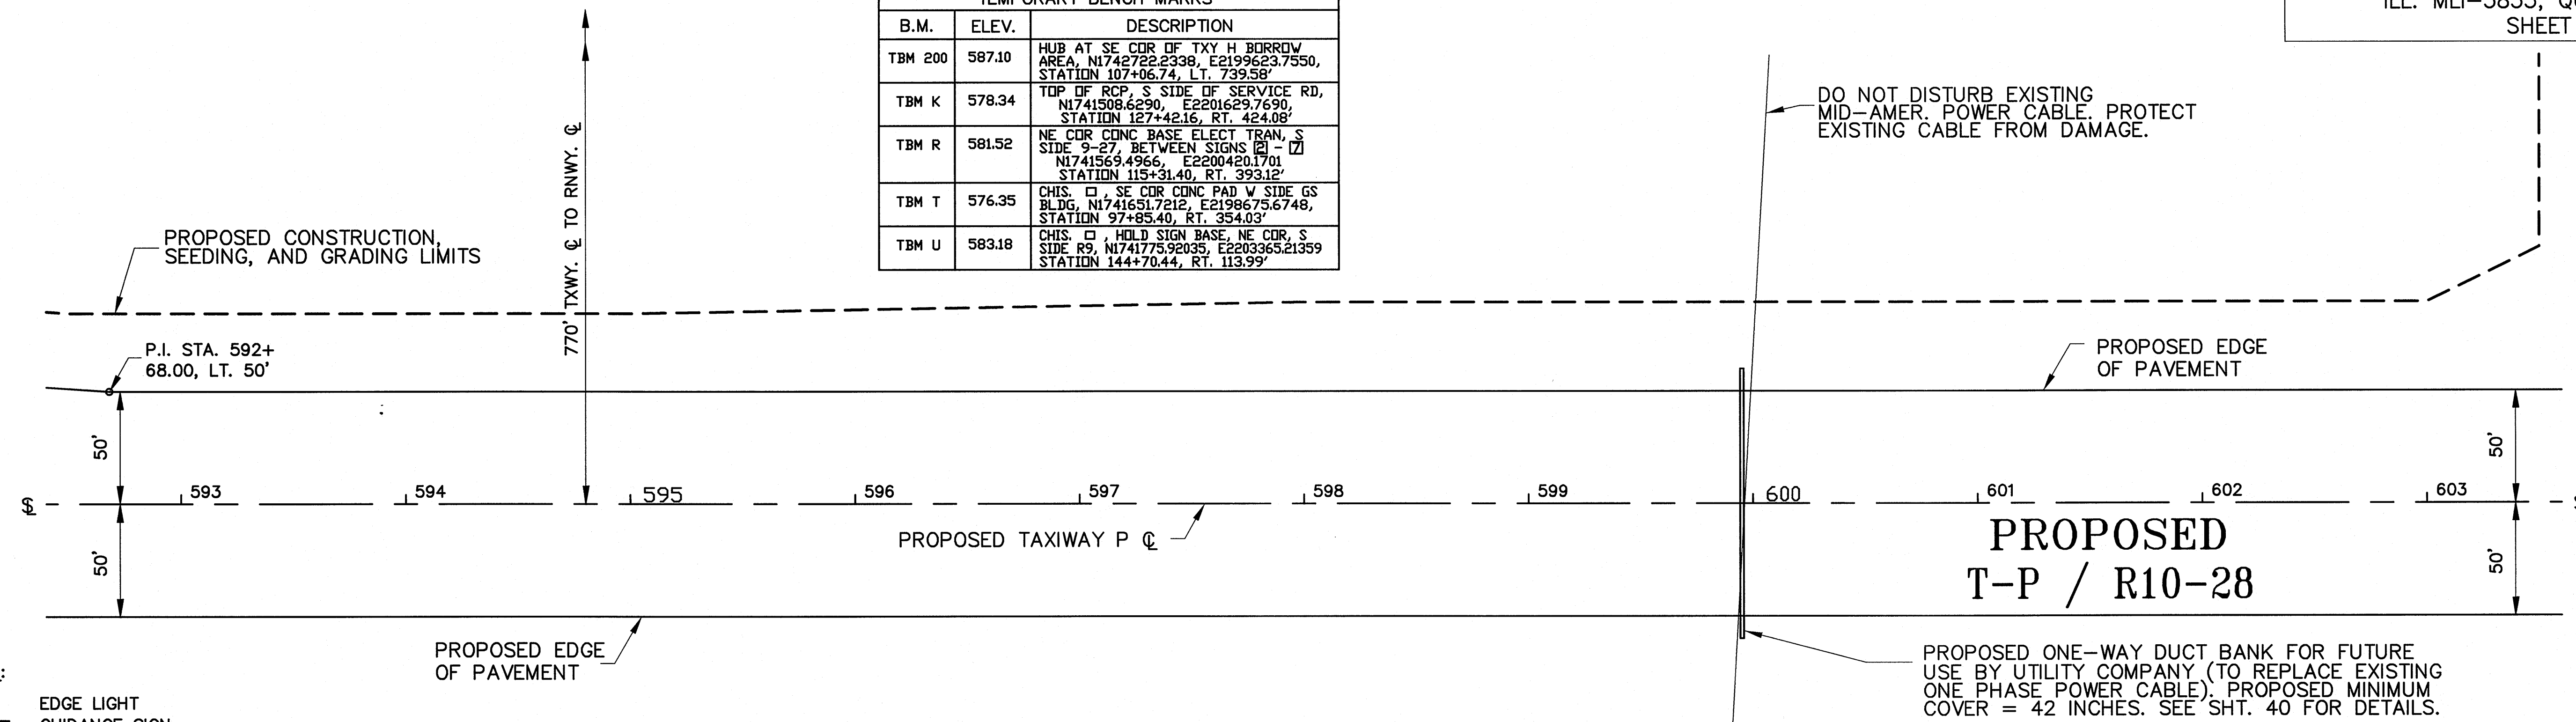 TEMPORARY BENCH MARKS
B.M. ELEV. DESCRIPTION
TBM 200 587.10 HUB AT SE COR OF TXY H BORROW
AREA, N1742722.2338, E2199623.7550,
STATION 107+06.74, LT. 739.58'
TBM K 578.34 TOP OF RCP, S SIDE OF SERVICE RD,
N1741508.6290, E2201629.7690,
STATION 127+42.16, RT. 424.08'
TBM R 581.52 NE COR CONC BASE ELECT TRAN, S
SIDE 9-27, BETWEEN SIGNS 2 - 7
N1741569.4966, E2200420.1701
STATION 115+31.40, RT. 393.12'
TBM T 576.35 CHIS. □ , SE COR CONC PAD W SIDE GS
BLDG, N1741651.7212, E2198675.6748,
STATION 97+85.40, RT. 354.03'
TBM U 583.18 CHIS. □ , HOLD SIGN BASE, NE COR, S
SIDE R9, N1741775.92035, E2203365.21359
STATION 144+70.44, RT. 113.99'
SHEET
DO NOT DISTURB EXISTING
MID-AMER. POWER CABLE. PROTECT
EXISTING CABLE FROM DAMAGE.
770' TXWY. ℄ TO RNWY. ℄
PROPOSED CONSTRUCTION,
SEEDING, AND GRADING LIMITS
P.I. STA. 592+
68.00, LT. 50'
PROPOSED EDGE
OF PAVEMENT
50'
50'
℄ 593 594 595 596 597 598 599 600 601 602 603
PROPOSED TAXIWAY P ℄
PROPOSED
T-P / R10-28
50'
50'
PROPOSED EDGE
OF PAVEMENT
PROPOSED ONE-WAY DUCT BANK FOR FUTURE
USE BY UTILITY COMPANY (TO REPLACE EXISTING
ONE PHASE POWER CABLE). PROPOSED MINIMUM
COVER = 42 INCHES. SEE SHT. 40 FOR DETAILS.
EDGE LIGHT
GUIDANCE SIGN